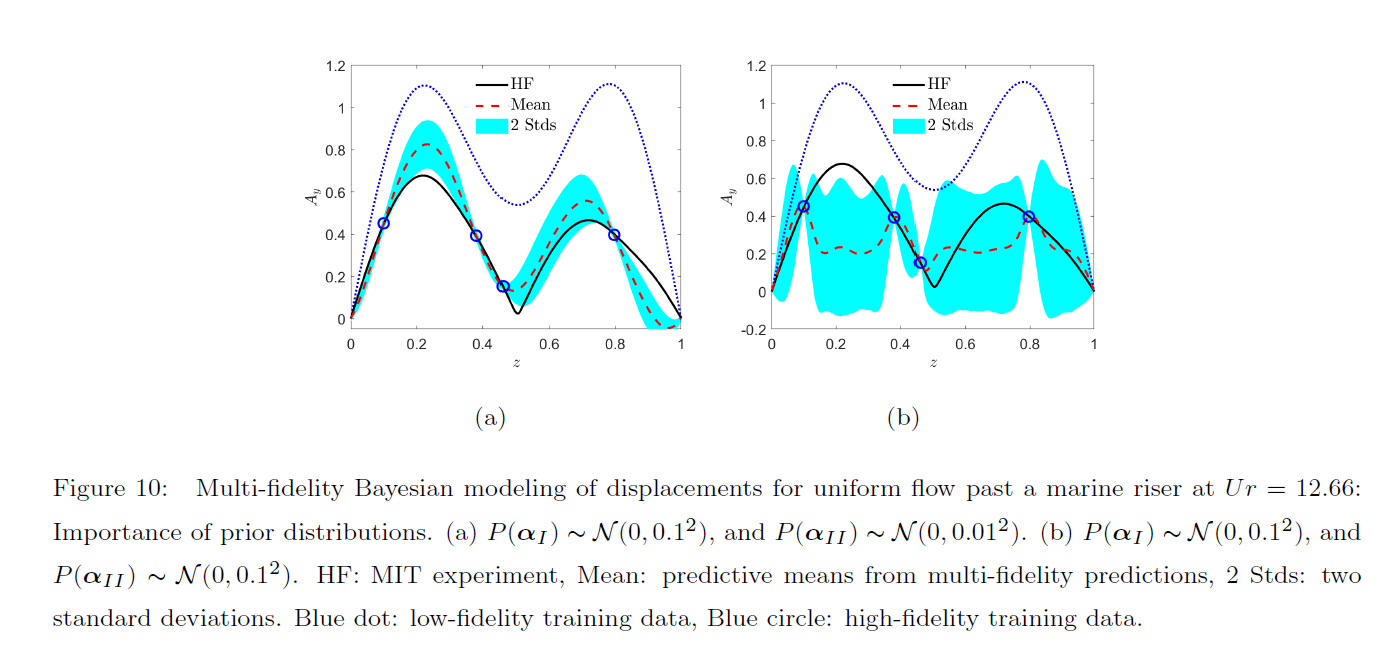 1.2
1
0.8
0.6
0.4
0.2
0
A_y
HF
Mean
2 Stds
0 0.2 0.4 0.6 0.8 1
z
(a)
1.2
1
0.8
0.6
0.4
0.2
0
-0.2
A_y
HF
Mean
2 Stds
0 0.2 0.4 0.6 0.8 1
z
(b)
Figure 10: Multi-fidelity Bayesian modeling of displacements for uniform flow past a marine riser at Ur = 12.66:
Importance of prior distributions. (a) P(α_I) ∼ 𝒩(0, 0.1²), and P(α_II) ∼ 𝒩(0, 0.01²). (b) P(α_I) ∼ 𝒩(0, 0.1²), and
P(α_II) ∼ 𝒩(0, 0.1²). HF: MIT experiment, Mean: predictive means from multi-fidelity predictions, 2 Stds: two
standard deviations. Blue dot: low-fidelity training data, Blue circle: high-fidelity training data.